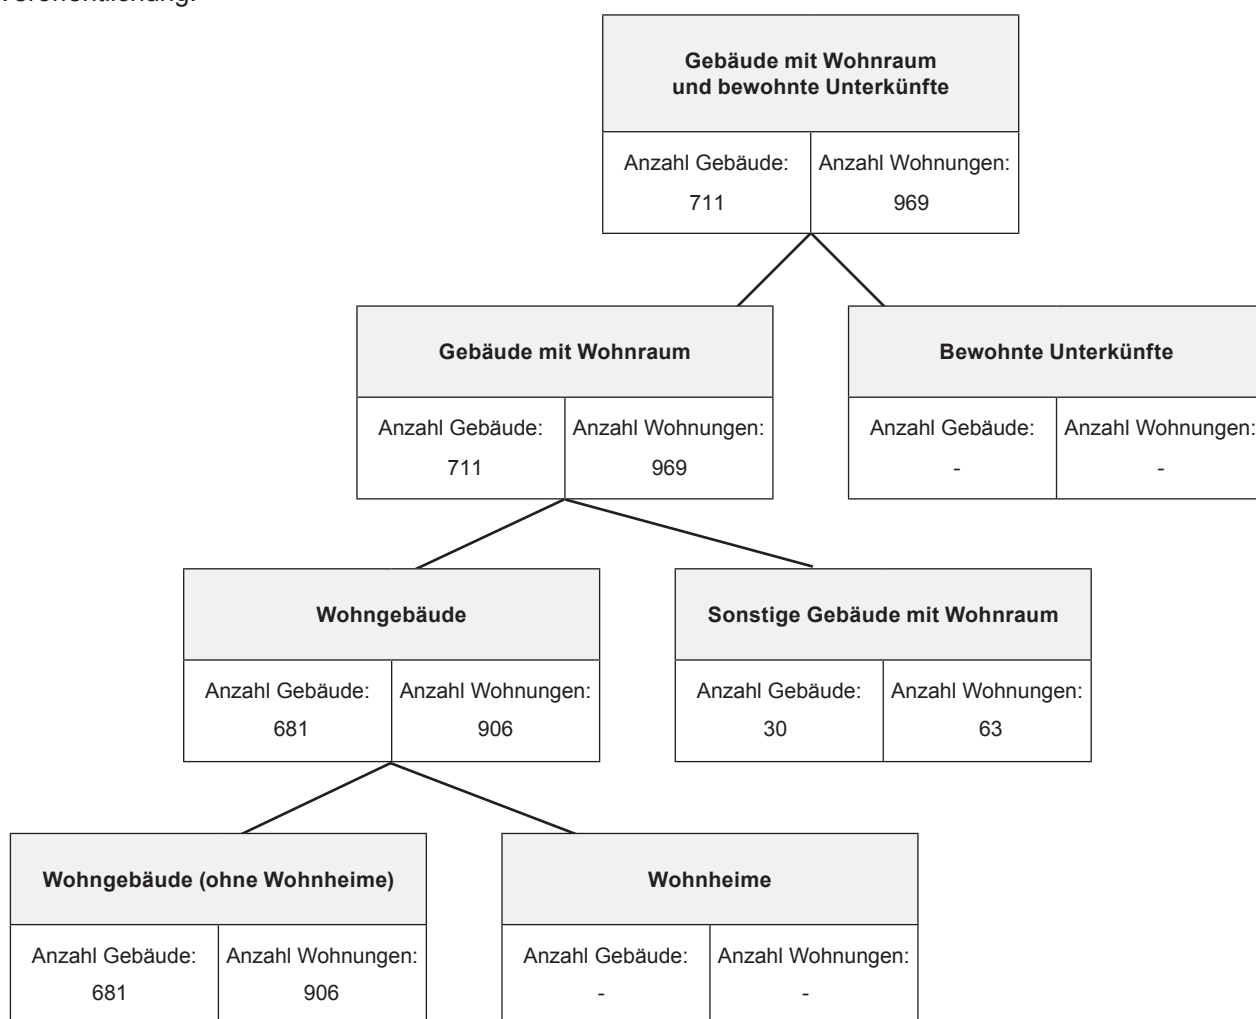 Veröffentlichung.
Gebäude mit Wohnraum
und bewohnte Unterkünfte
Anzahl Gebäude:
711
Anzahl Wohnungen:
969
Gebäude mit Wohnraum
Anzahl Gebäude:
711
Anzahl Wohnungen:
969
Bewohnte Unterkünfte
Anzahl Gebäude:
-
Anzahl Wohnungen:
-
Wohngebäude
Anzahl Gebäude:
681
Anzahl Wohnungen:
906
Sonstige Gebäude mit Wohnraum
Anzahl Gebäude:
30
Anzahl Wohnungen:
63
Wohngebäude (ohne Wohnheime)
Anzahl Gebäude:
681
Anzahl Wohnungen:
906
Wohnheime
Anzahl Gebäude:
-
Anzahl Wohnungen:
-